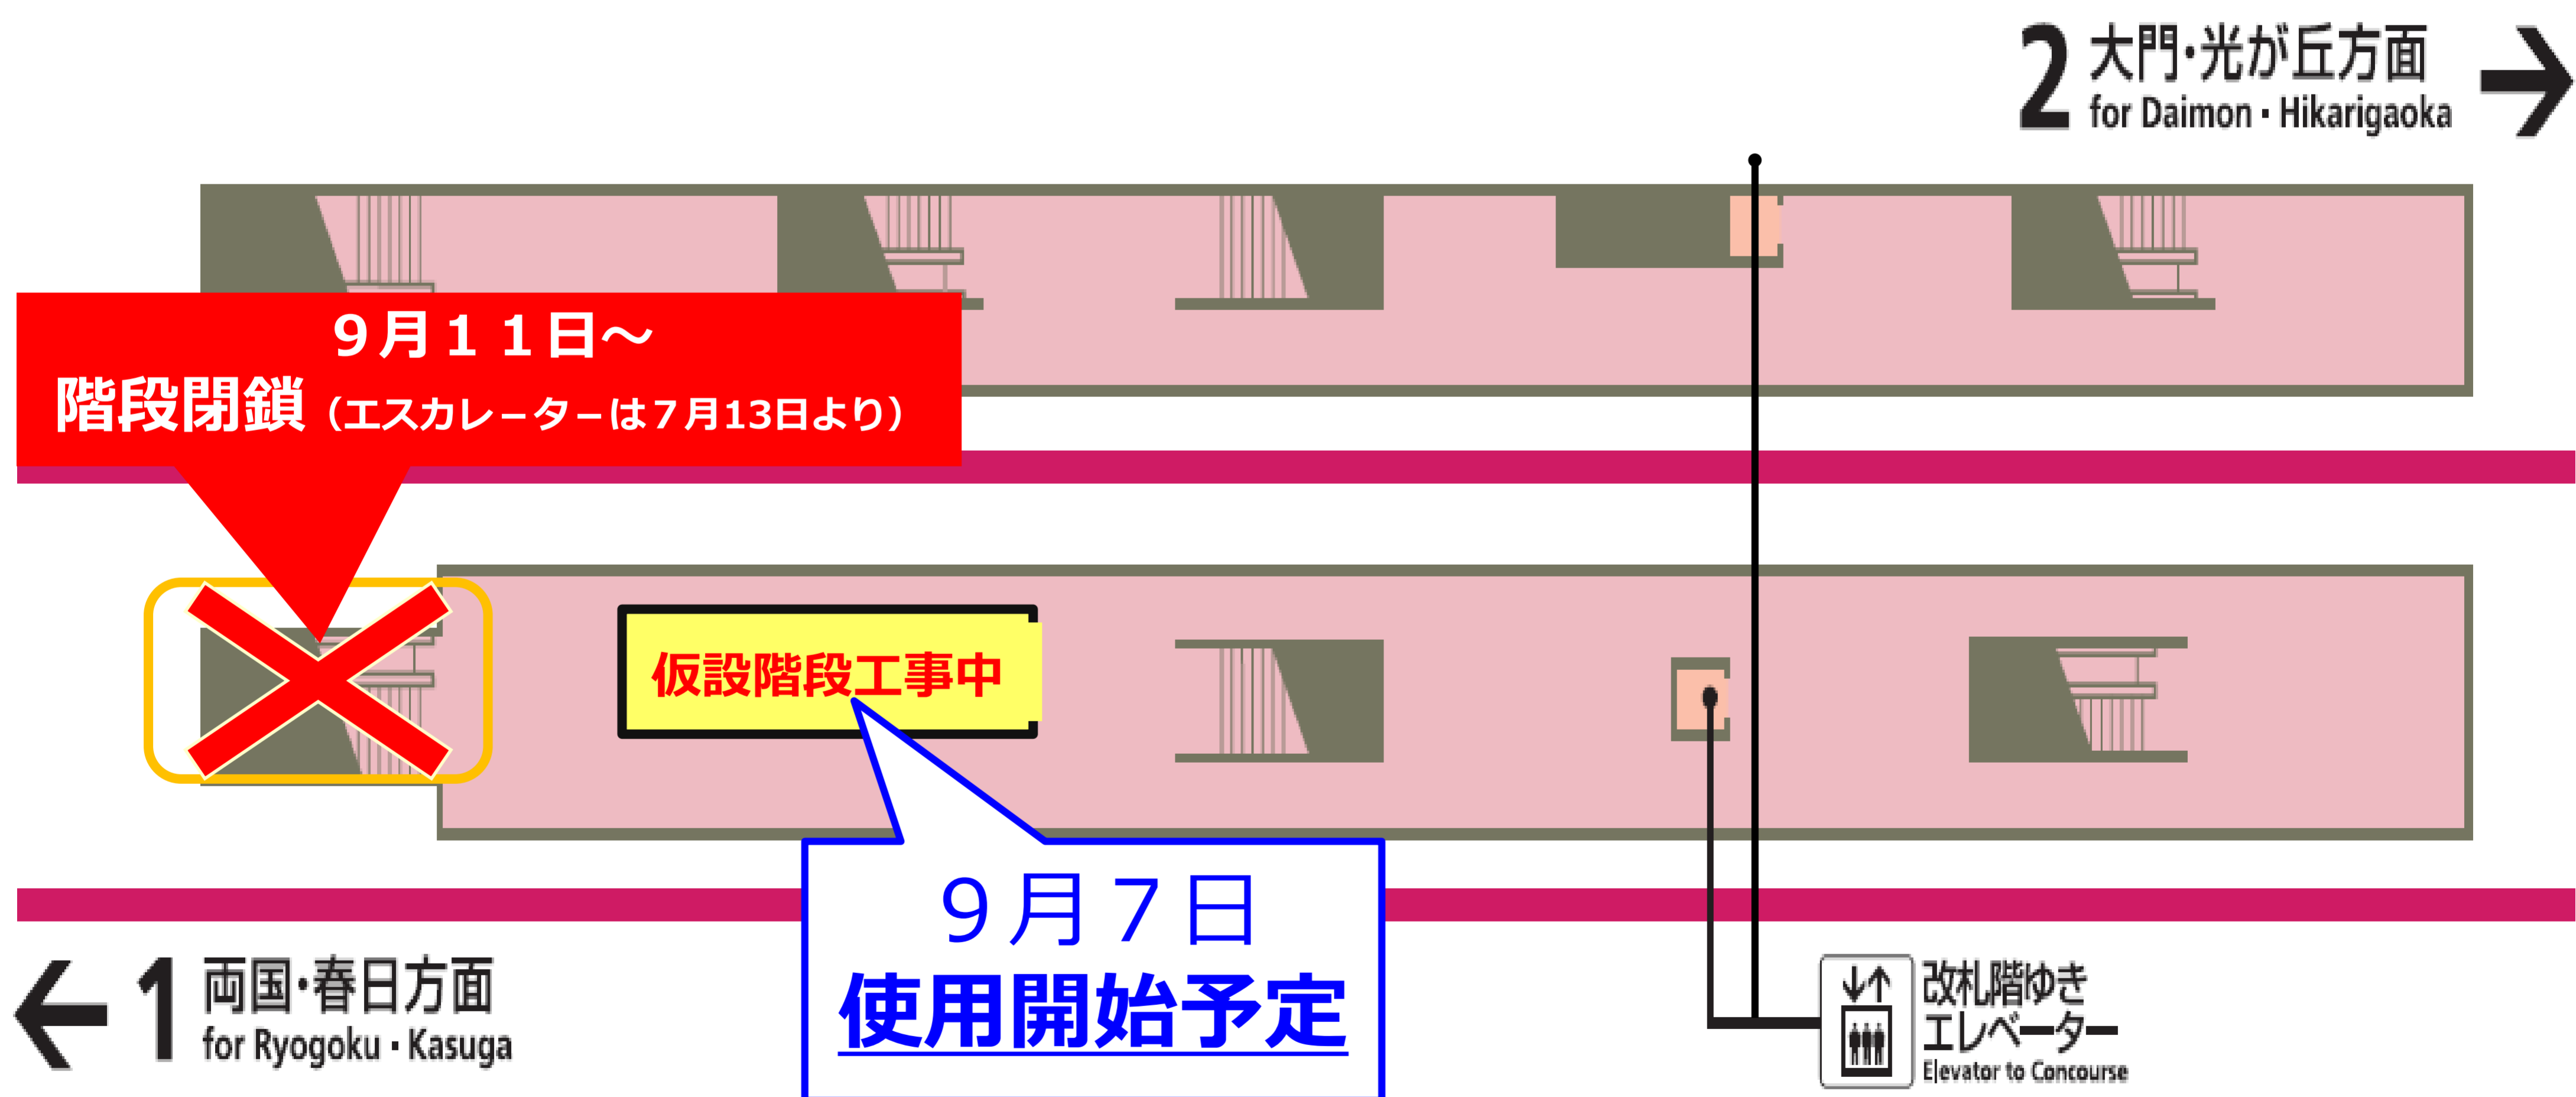 2 大門･光が丘方面
for Daimon・Hikarigaoka
９月１１日～
階段閉鎖（エスカレ－タ－は７月13日より）
仮設階段工事中
９月７日
使用開始予定
1 両国･春日方面
for Ryogoku・Kasuga
改札階ゆき
エレベーター
Elevator to Concourse